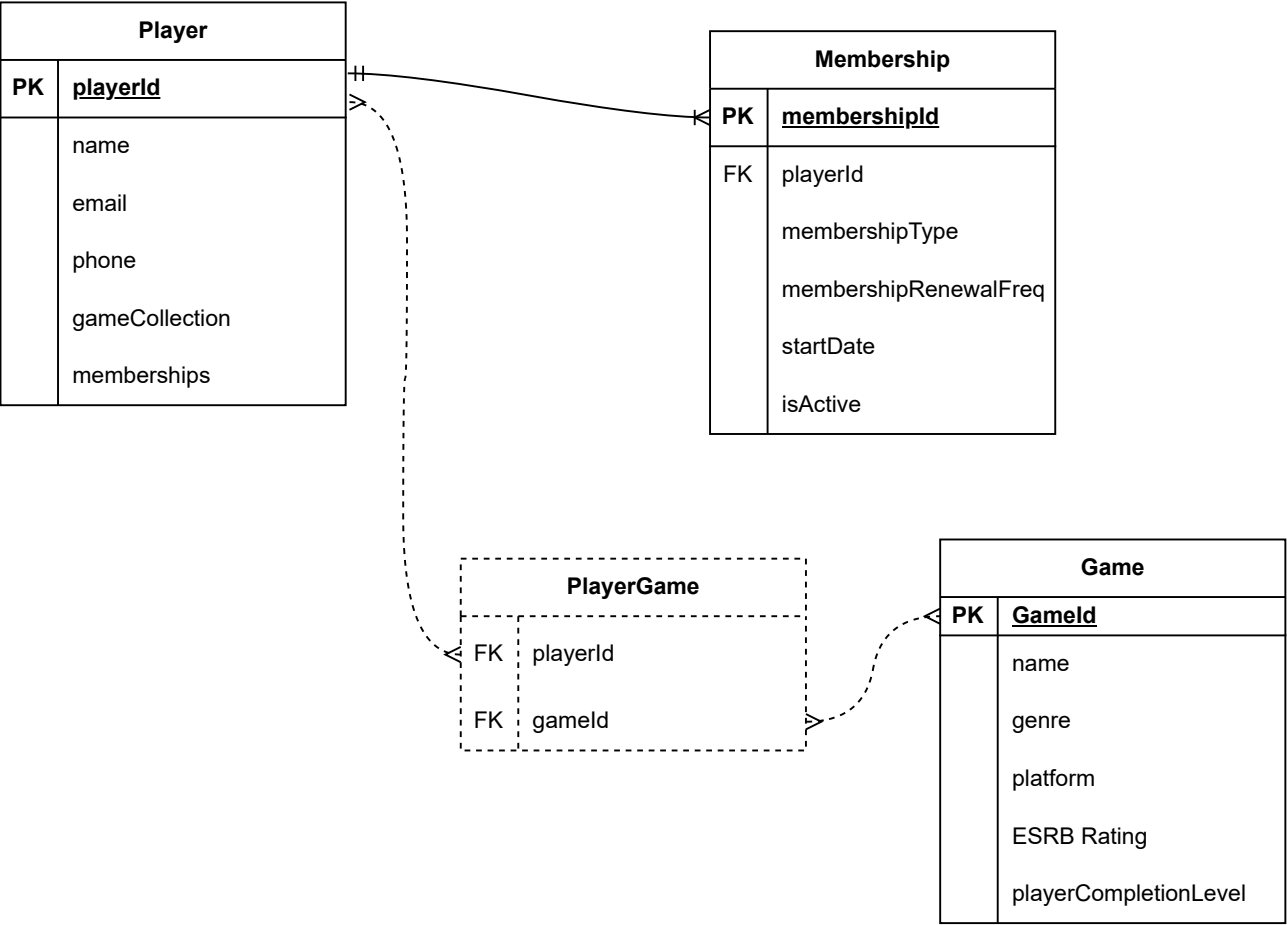 Player
PK playerId
name
email
phone
gameCollection
memberships
Membership
PK membershipId
FK playerId
membershipType
membershipRenewalFreq
startDate
isActive
PlayerGame
FK playerId
FK gameId
Game
PK GameId
name
genre
platform
ESRB Rating
playerCompletionLevel